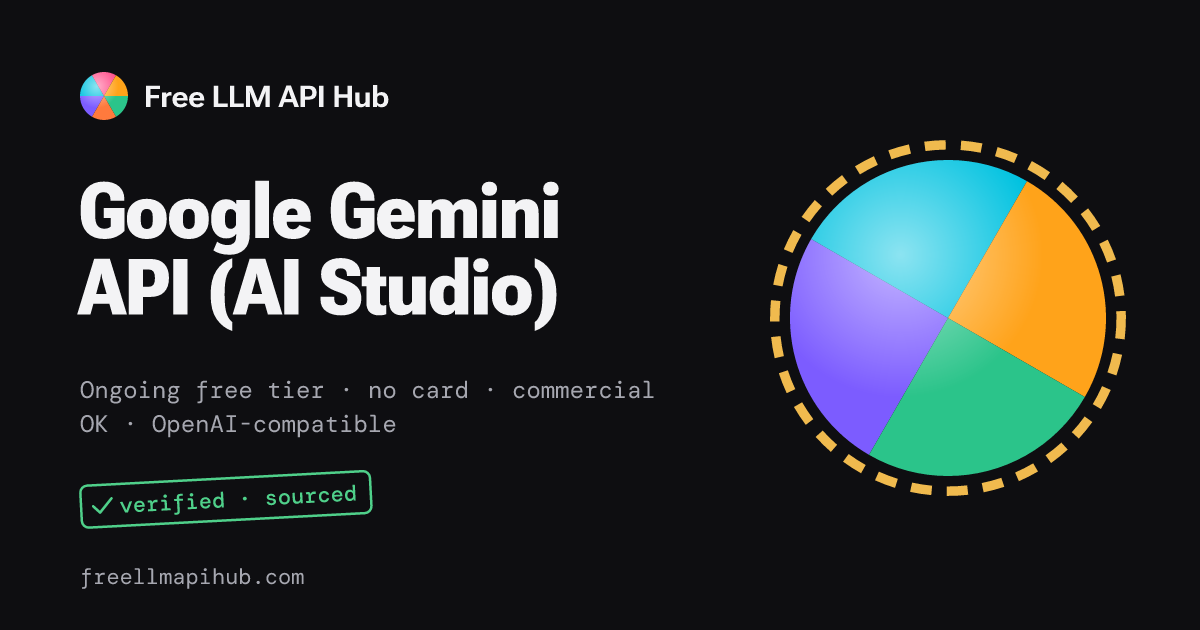 Free LLM API Hub
Google Gemini
API (AI Studio)
Ongoing free tier · no card · commercial
OK · OpenAI-compatible
verified · sourced
freellmapihub.com